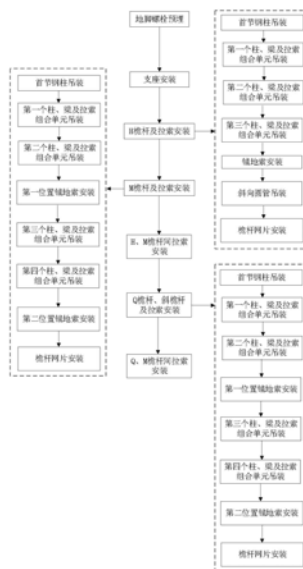 地脚螺栓预埋
支座安装
B桅杆及拉索安装
M桅杆及拉索安装
B、M桅杆间拉索
安装
Q桅杆、斜桅杆
及拉索安装
Q、M桅杆间拉索
安装
首节钢柱吊装
第一个柱、梁及拉索
组合单元吊装
第二个柱、梁及拉索
组合单元吊装
第一位置锚地索安装
第三个柱、梁及拉索
组合单元吊装
第四个柱、梁及拉索
组合单元吊装
第二位置锚地索安装
桅杆网片安装
首节钢柱吊装
第一个柱、梁及拉索
组合单元吊装
第二个柱、梁及拉索
组合单元吊装
第三个柱、梁及拉索
组合单元吊装
锚地索安装
斜向圆管吊装
桅杆网片安装
首节钢柱吊装
第一个柱、梁及拉索
组合单元吊装
第二个柱、梁及拉索
组合单元吊装
第一位置锚地索安装
第三个柱、梁及拉索
组合单元吊装
第四个柱、梁及拉索
组合单元吊装
第二位置锚地索安装
桅杆网片安装